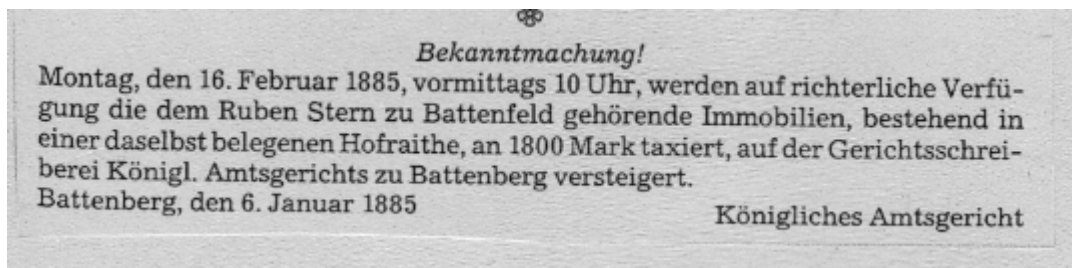 Bekanntmachung!
Montag, den 16. Februar 1885, vormittags 10 Uhr, werden auf richterliche Verfü-
gung die dem Ruben Stern zu Battenfeld gehörende Immobilien, bestehend in
einer daselbst belegenen Hofraithe, an 1800 Mark taxiert, auf der Gerichtsschrei-
berei Königl. Amtsgerichts zu Battenberg versteigert.
Battenberg, den 6. Januar 1885
Königliches Amtsgericht